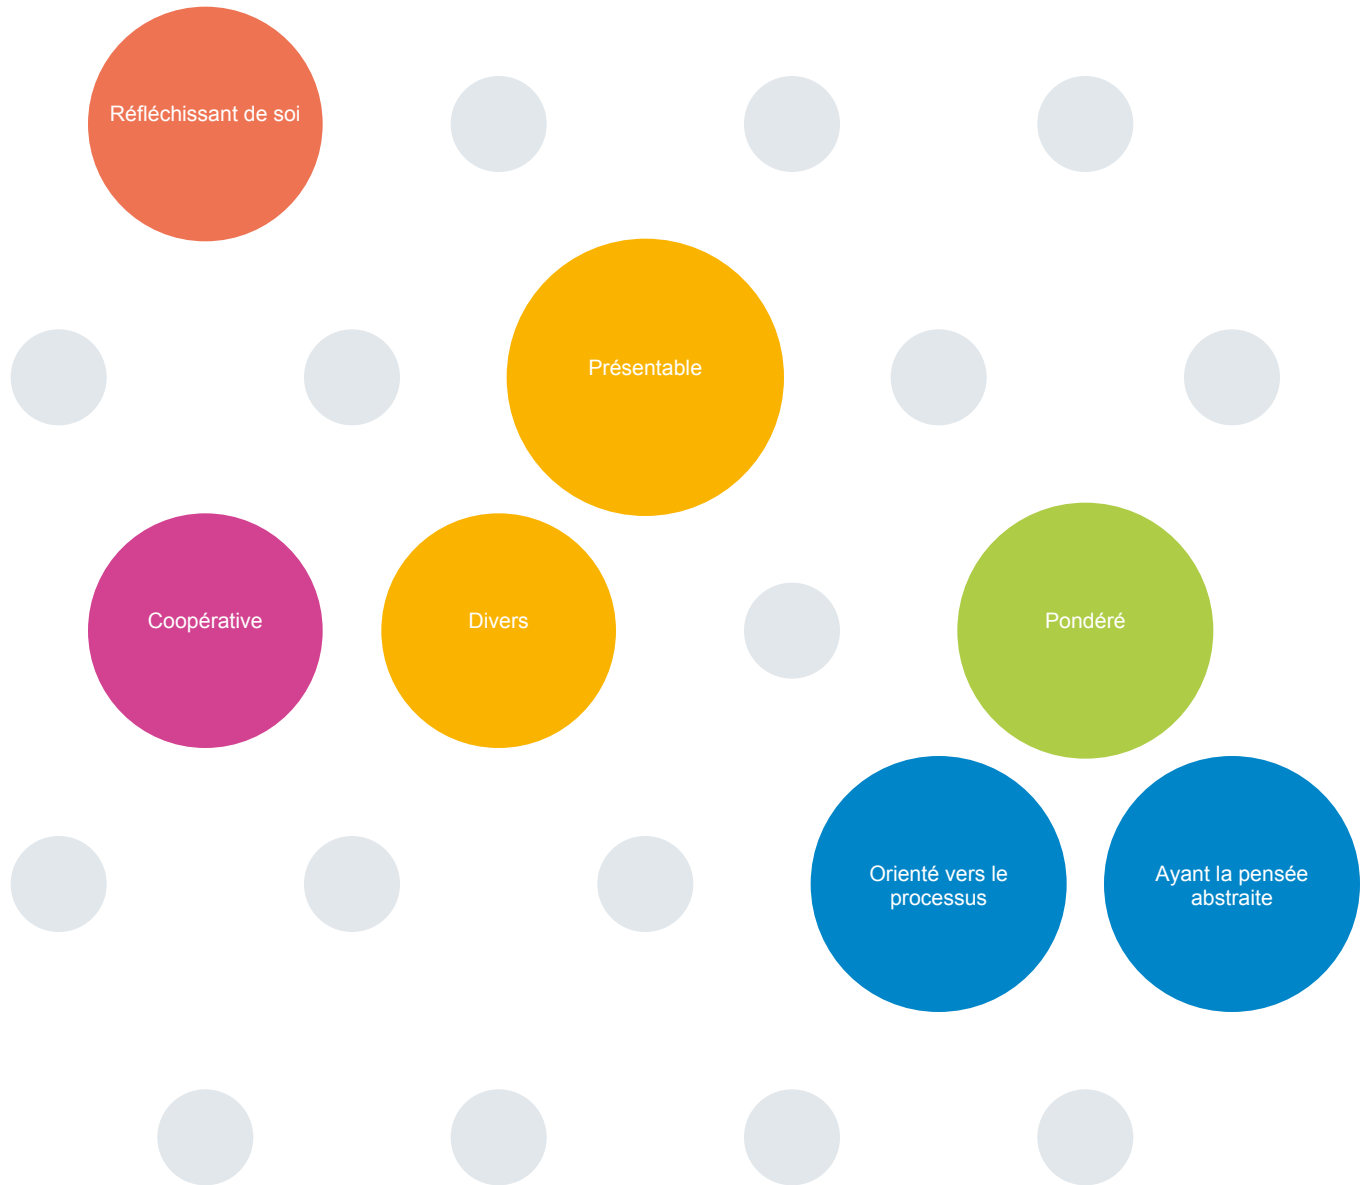 Réfléchissant de soi
Présentable
Coopérative
Divers
Pondéré
Orienté vers le
processus
Ayant la pensée
abstraite